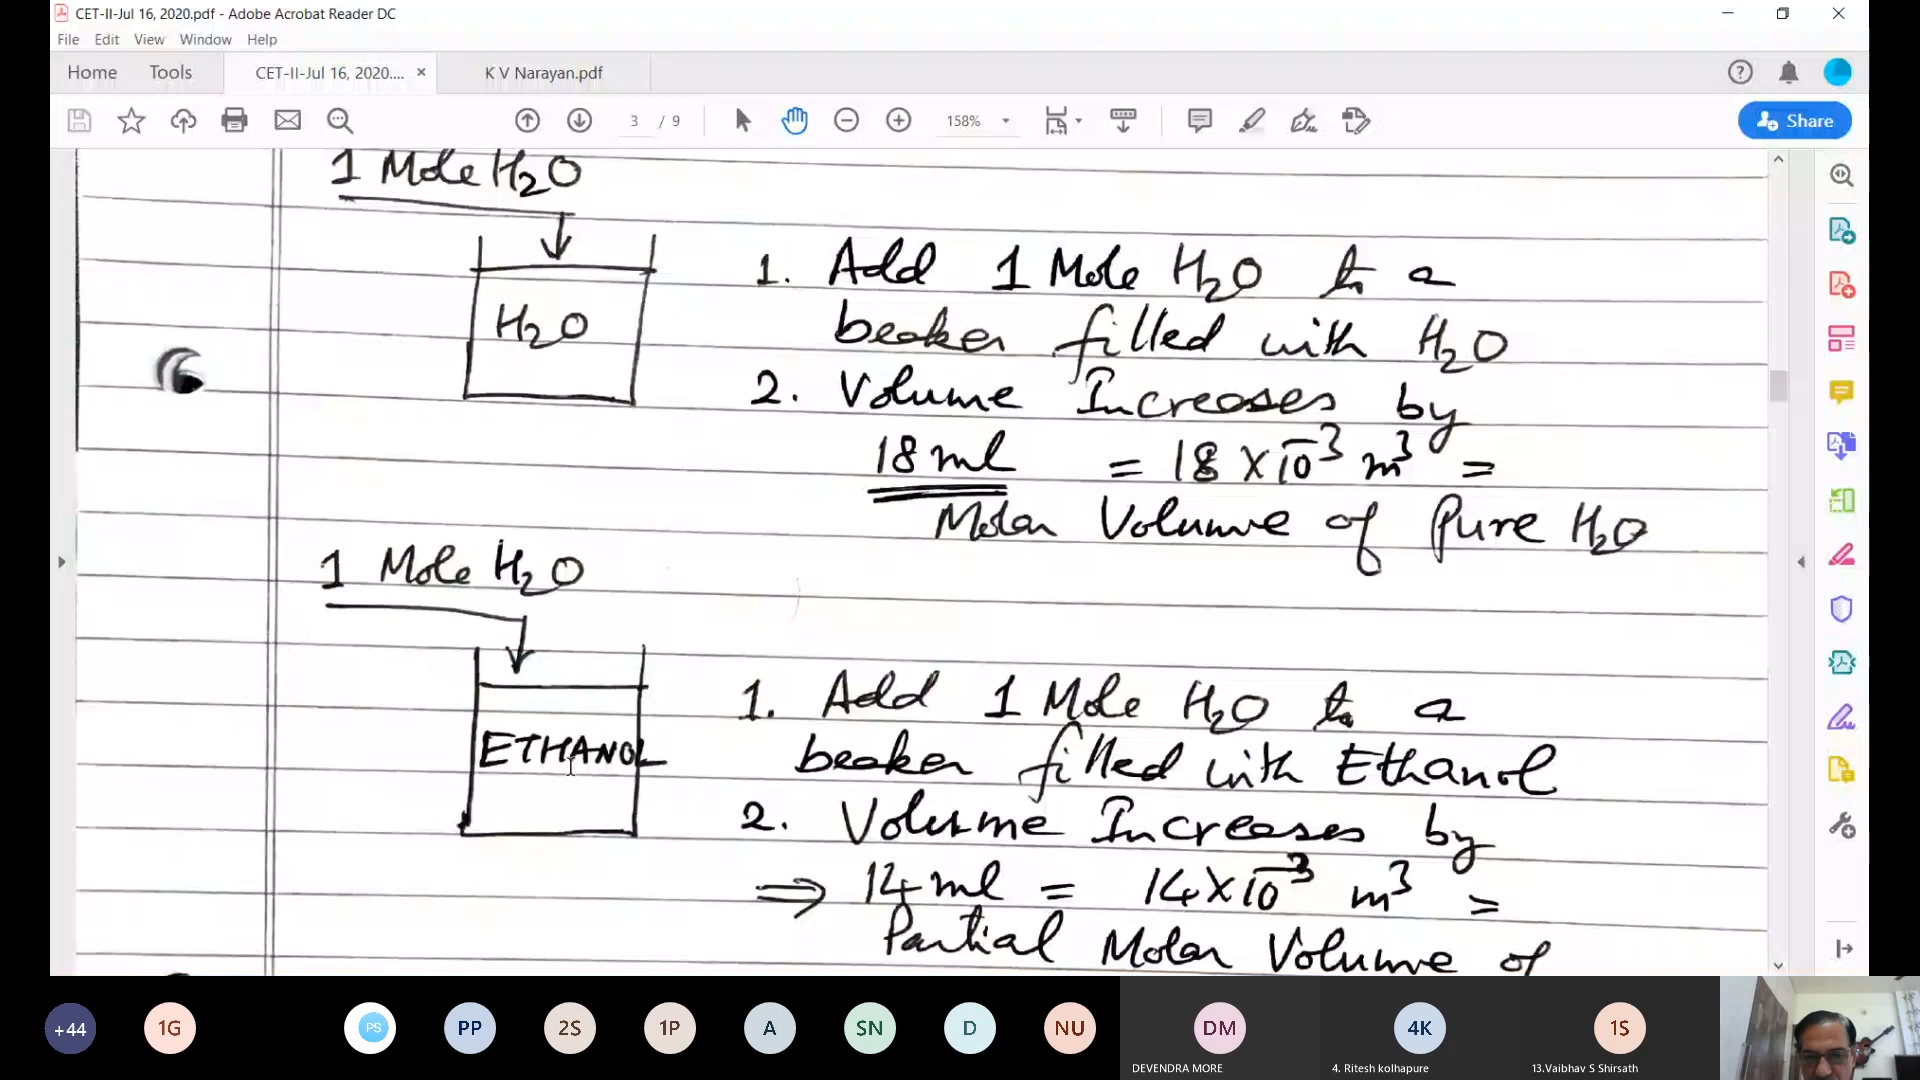 CET-II-Jul 16, 2020.pdf - Adobe Acrobat Reader DC
File Edit View Window Help
Home Tools CET-II-Jul 16, 2020.... × K V Narayan.pdf
3 / 9 158% Share
1 Mole H₂O
H₂O
1. Add 1 Mole H₂O to a
beaker filled with H₂O
2. Volume Increases by
18 ml = 18 × 10⁻³ m³ =
Molar Volume of Pure H₂O
1 Mole H₂O
ETHANOL
1. Add 1 Mole H₂O to a
beaker filled with Ethanol
2. Volume Increases by
⇒ 14 ml = 14 × 10⁻³ m³ =
Partial Molar Volume of
+44 1G PS PP 2S 1P A SN D NU DM 4K 1S
DEVENDRA MORE 4. Ritesh kolhapure 13.Vaibhav S Shirsath